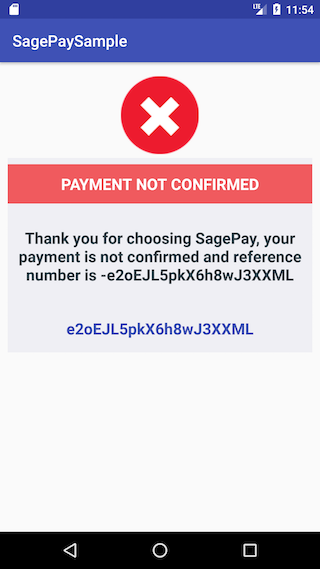 LTE 11:54
SagePaySample
PAYMENT NOT CONFIRMED
Thank you for choosing SagePay, your
payment is not confirmed and reference
number is -e2oEJL5pkX6h8wJ3XXML
e2oEJL5pkX6h8wJ3XXML